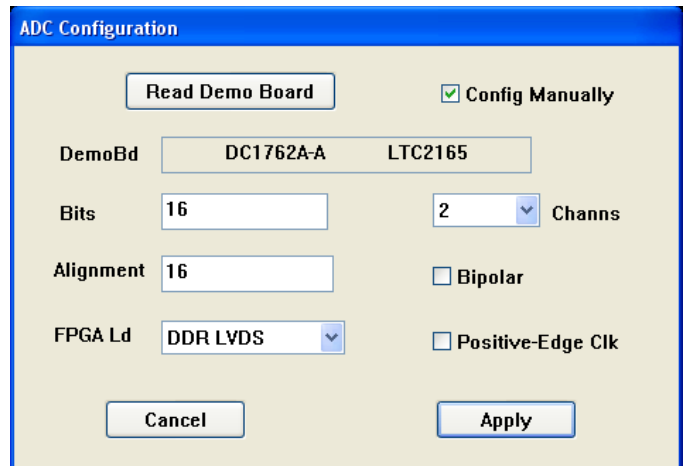 ADC Configuration
Read Demo Board
Config Manually
DemoBd DC1762A-A LTC2165
Bits 16 2 Channs
Alignment 16 Bipolar
FPGA Ld DDR LVDS Positive-Edge Clk
Cancel Apply